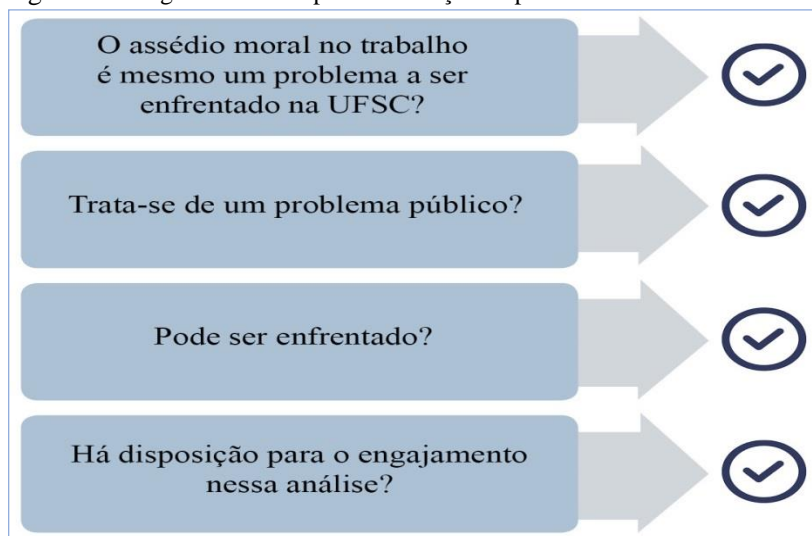 O assédio moral no trabalho
é mesmo um problema a ser
enfrentado na UFSC?
Trata-se de um problema público?
Pode ser enfrentado?
Há disposição para o engajamento
nessa análise?